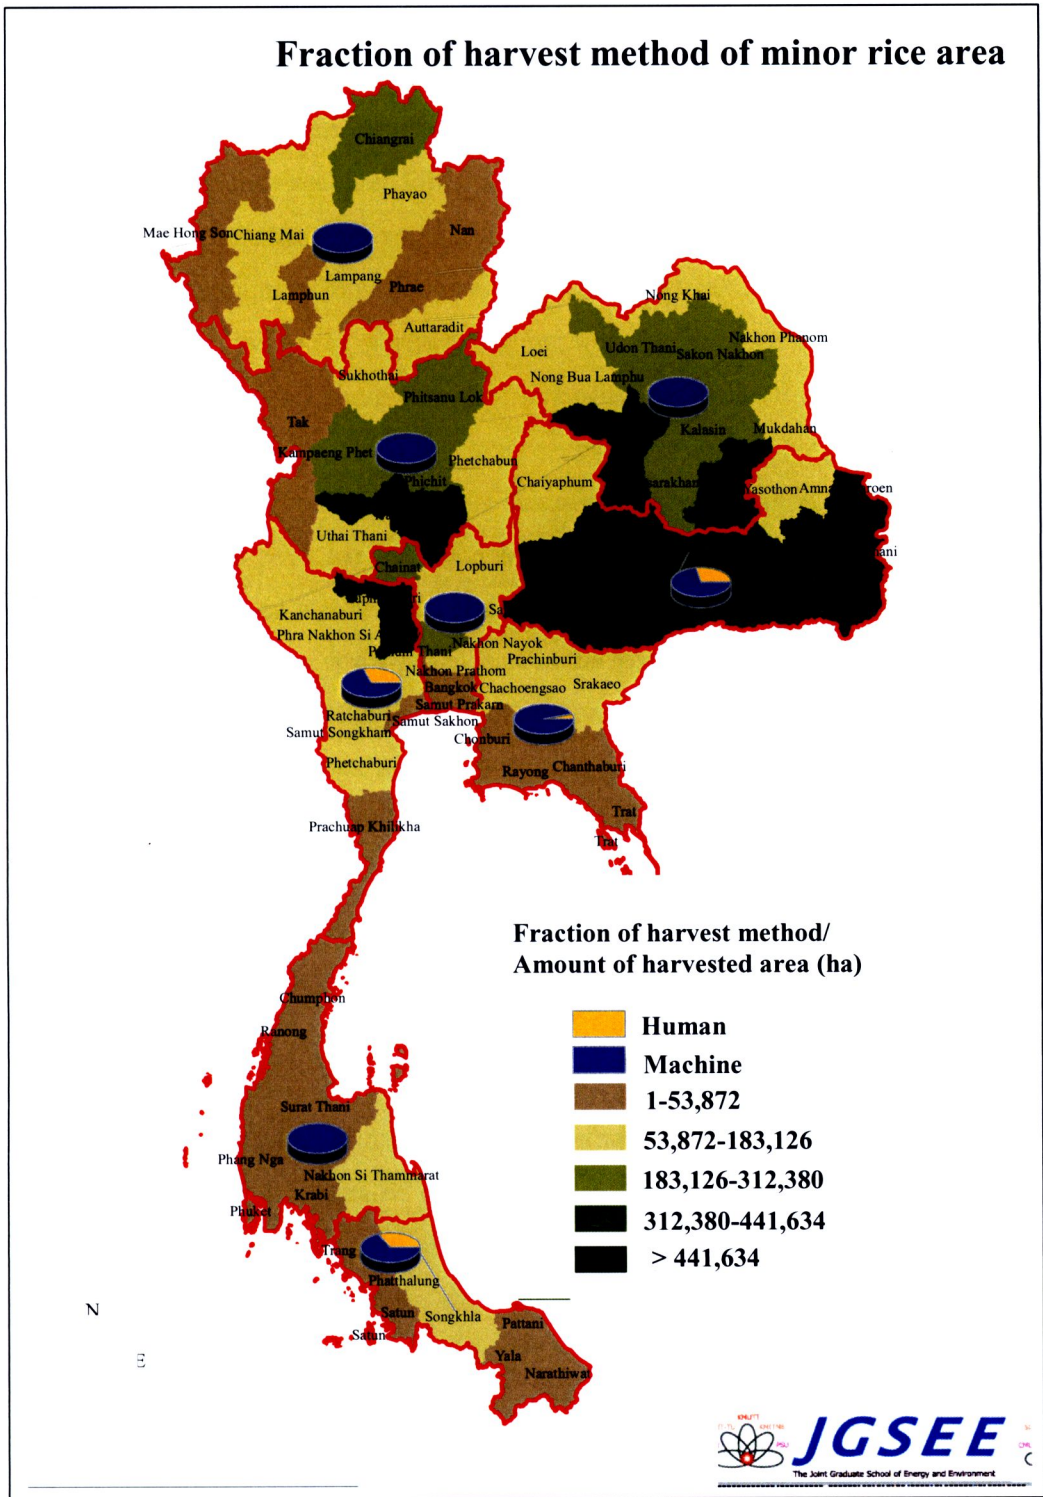 Fraction of harvest method of minor rice area
Chiangrai
Phayao
Nan
Mae Hong Son
Chiang Mai
Lampang
Phrae
Lamphun
Auttaradit
Nong Khai
Nakhon Phanom
Loei
Udon Thani
Sakon Nakhon
Sukhothai
Nong Bua Lamphu
Phitsanu Lok
Tak
Kalasin
Mukdahan
Kampaeng Phet
Phetchabun
Phichit
Chaiyaphum
Uthai Thani
Chainat
Lopburi
Kanchanaburi
Phra Nakhon Si A
Nakhon Nayok
Prachinburi
Nakhon Prathom
Bangkok
Chachoengsao
Srakaeo
Samut Prakarn
Ratchaburi
Samut Sakhon
Samut Songkham
Chonburi
Phetchaburi
Rayong
Chanthaburi
Trat
Trat
Prachuap Khilikha
Fraction of harvest method/
Amount of harvested area (ha)
Human
Machine
1-53,872
53,872-183,126
183,126-312,380
312,380-441,634
> 441,634
Chumphon
Ranong
Surat Thani
Phang Nga
Nakhon Si Thammarat
Krabi
Phuket
Trang
Phatthalung
Satun
Songkhla
Pattani
Satun
Yala
Narathiwat
N
E
JGSEE
The Joint Graduate School of Energy and Environment